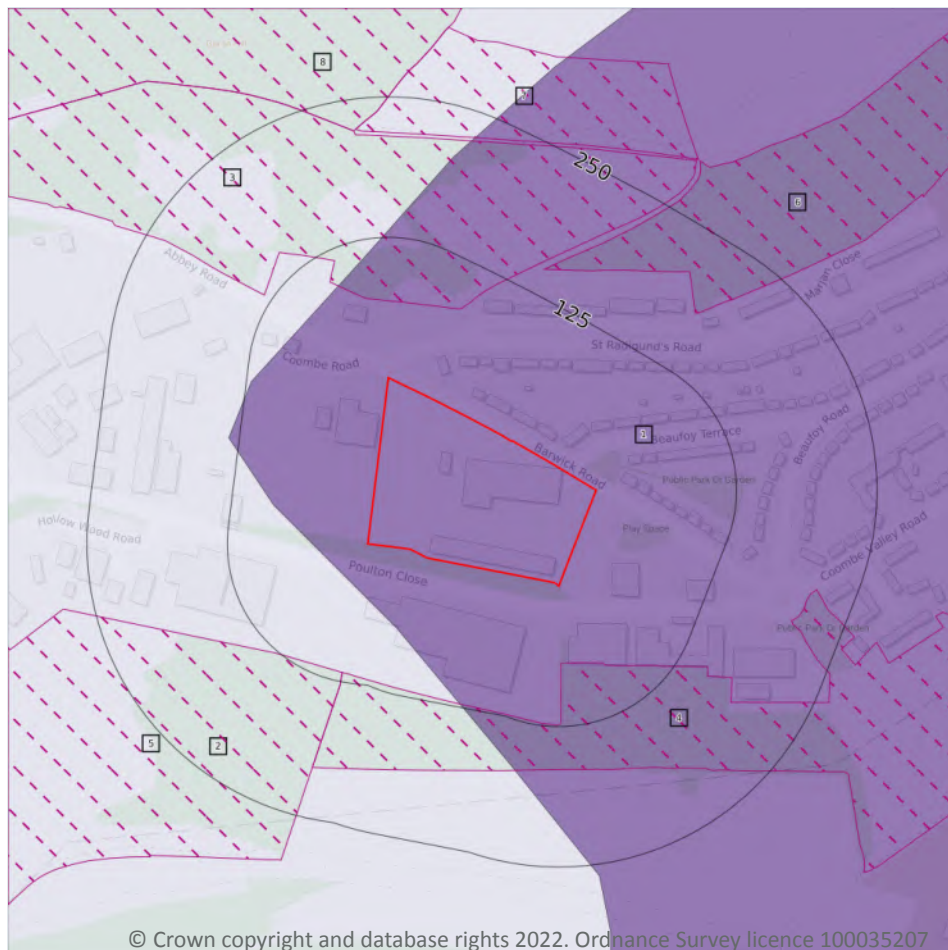 8
250
3
6
Marjan Close
Abbey Road
125
St Radigund's Road
Coombe Road
1
Beaufoy Terrace
Beaufoy Road
Barwick Road
Public Park Or Garden
Play Space
Hollow Wood Road
Coombe Valley Road
Poulton Close
Public Park Or Garden
4
5
2
© Crown copyright and database rights 2022. Ordnance Survey licence 100035207